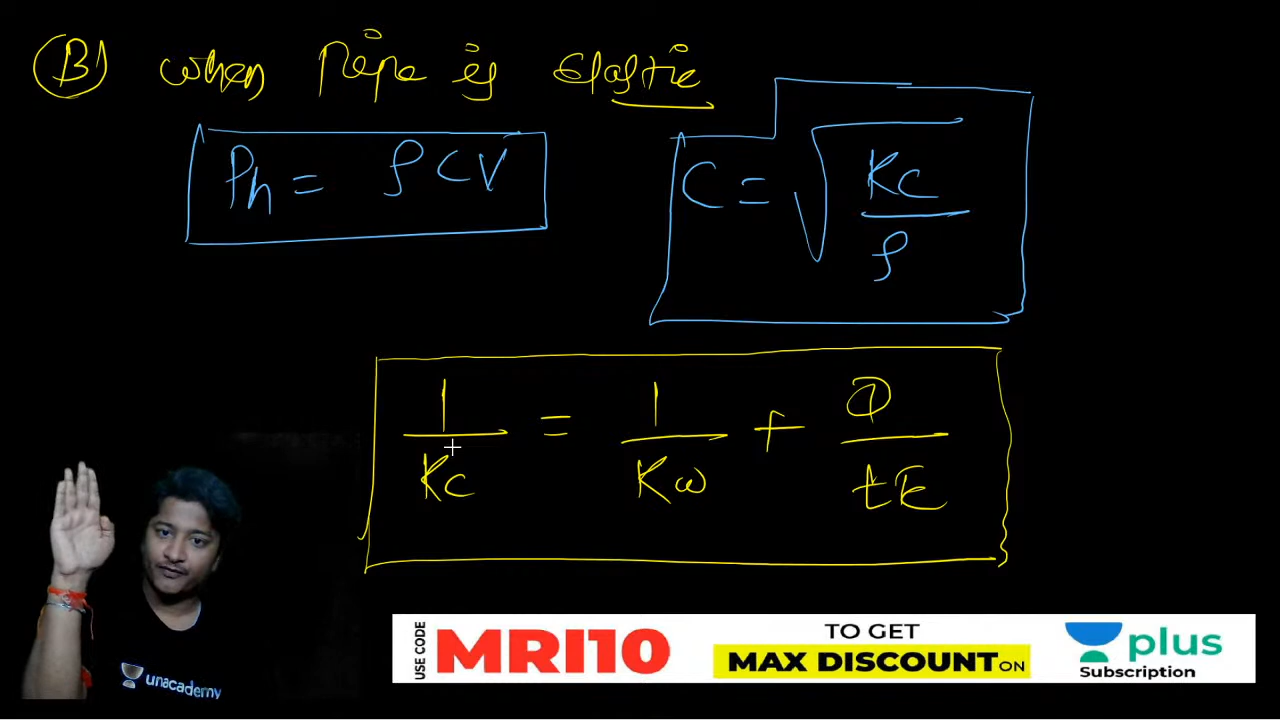 (B) when Pipe is Elastic
Ph = ρCV
C = √(Kc/ρ)
1/Kc = 1/Kw + D/tE
unacademy
USE CODE MRI10 TO GET MAX DISCOUNT ON plus Subscription